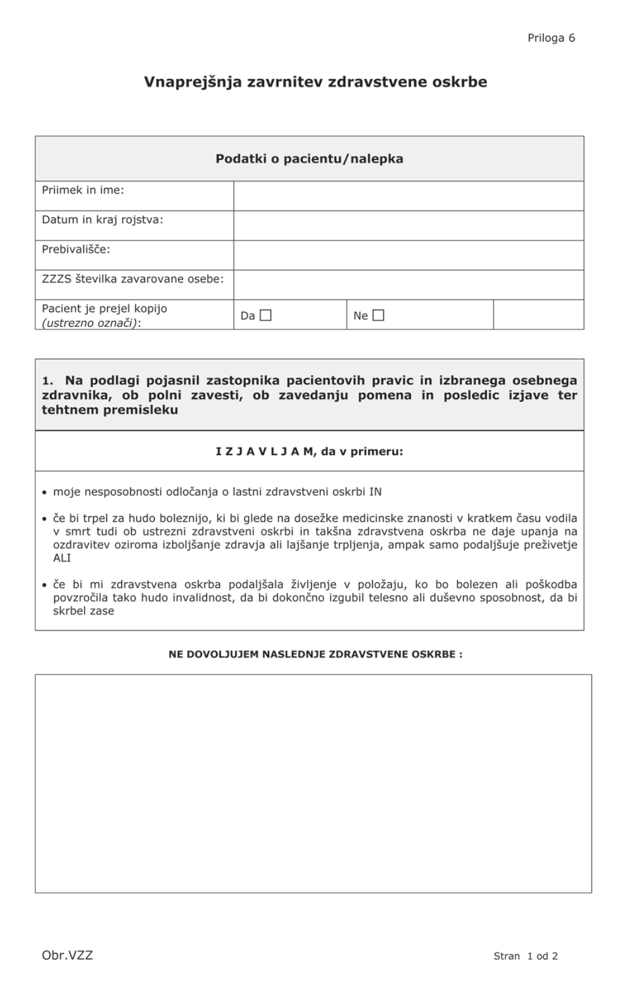 Priloga 6
Vnaprejšnja zavrnitev zdravstvene oskrbe
Podatki o pacientu/nalepka
Priimek in ime:
Datum in kraj rojstva:
Prebivališče:
ZZZS številka zavarovane osebe:
Pacient je prejel kopijo
(ustrezno označi):
Da ☐ Ne ☐
1. Na podlagi pojasnil zastopnika pacientovih pravic in izbranega osebnega
zdravnika, ob polni zavesti, ob zavedanju pomena in posledic izjave ter
tehtnem premisleku
I Z J A V L J A M, da v primeru:
• moje nesposobnosti odločanja o lastni zdravstveni oskrbi IN
• če bi trpel za hudo boleznijo, ki bi glede na dosežke medicinske znanosti v kratkem času vodila
v smrt tudi ob ustrezni zdravstveni oskrbi in takšna zdravstvena oskrba ne daje upanja na
ozdravitev oziroma izboljšanje zdravja ali lajšanje trpljenja, ampak samo podaljšuje preživetje
ALI
• če bi mi zdravstvena oskrba podaljšala življenje v položaju, ko bo bolezen ali poškodba
povzročila tako hudo invalidnost, da bi dokončno izgubil telesno ali duševno sposobnost, da bi
skrbel zase
NE DOVOLJUJEM NASLEDNJE ZDRAVSTVENE OSKRBE :
Obr.VZZ
Stran 1 od 2